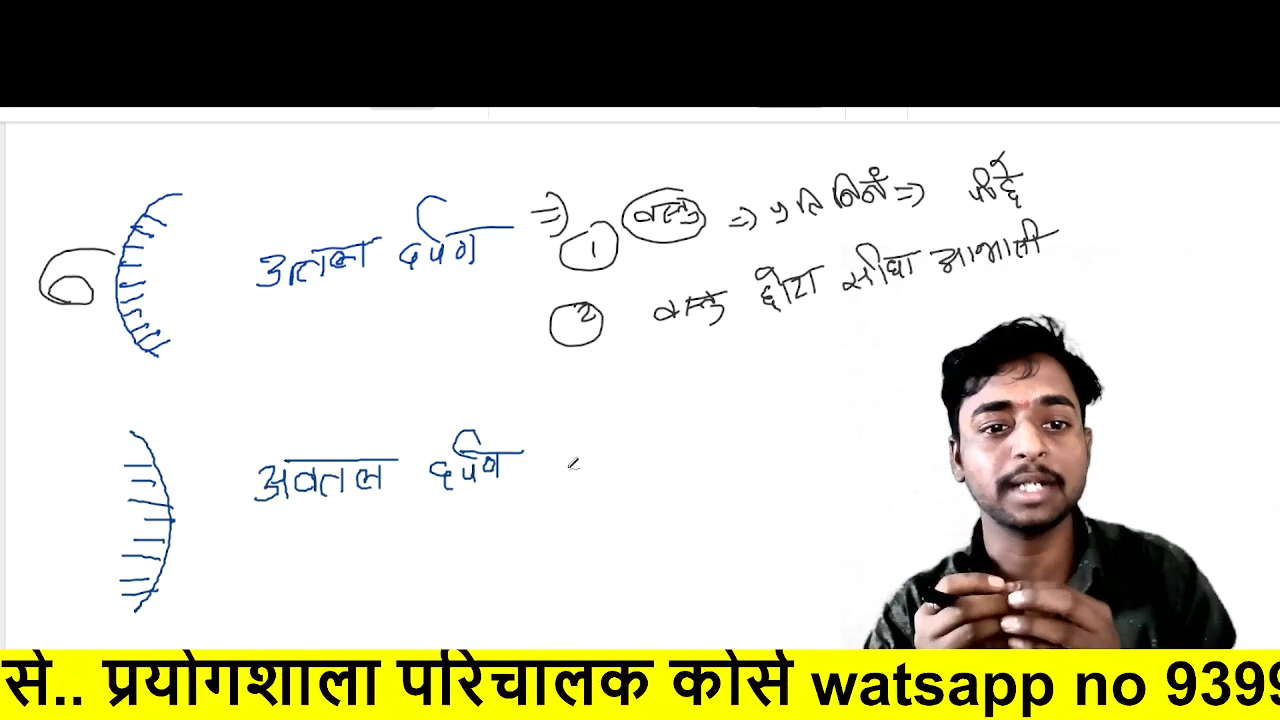 उत्तल दर्पण ⇒ 1 वस्तु ⇒ प्रतिबिंब ⇒ पीछे
2 वस्तु छोटा सीधा आभासी
अवतल दर्पण
से.. प्रयोगशाला परिचालक कोर्स watsapp no 9399